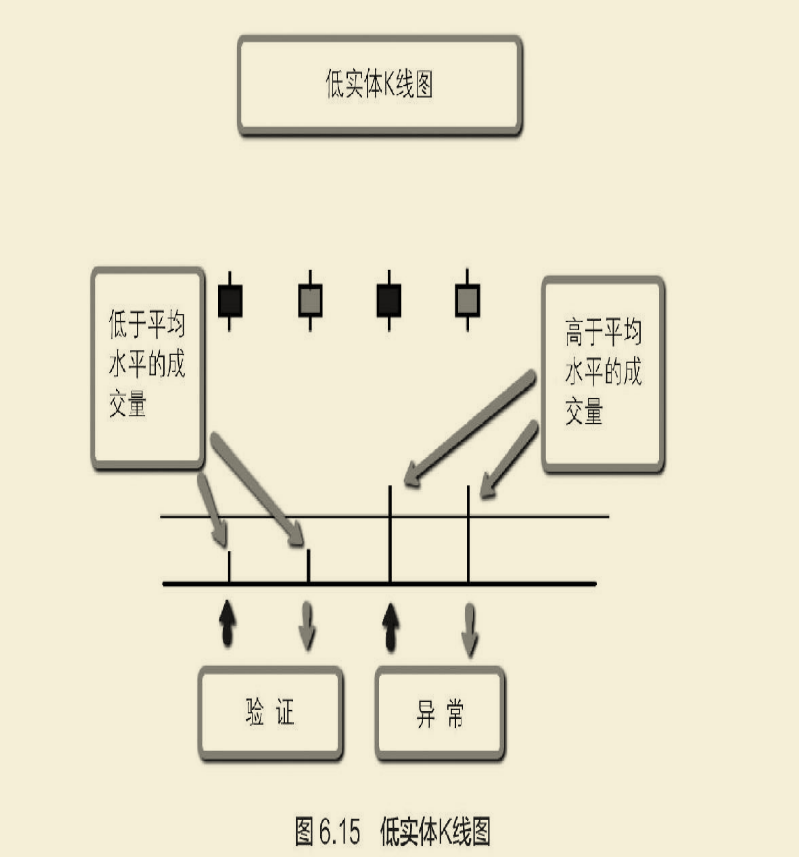 低实体K线图
低于平均
水平的成
交量
高于平均
水平的成
交量
验 证
异 常
图 6.15 低实体K线图